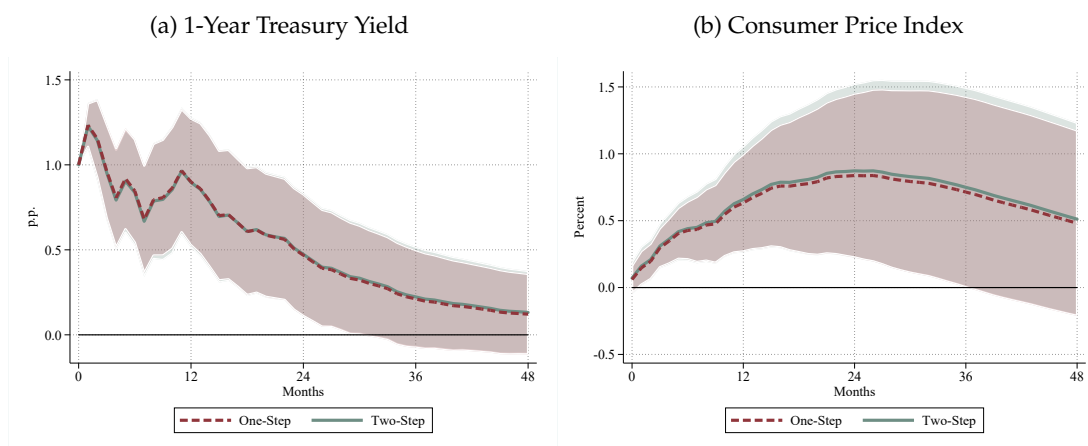 (a) 1-Year Treasury Yield
1.5
1.0
p.p.
0.5
0.0
0
12
24
36
48
Months
One-Step
Two-Step
(b) Consumer Price Index
1.5
1.0
Percent
0.5
0.0
-0.5
0
12
24
36
48
Months
One-Step
Two-Step